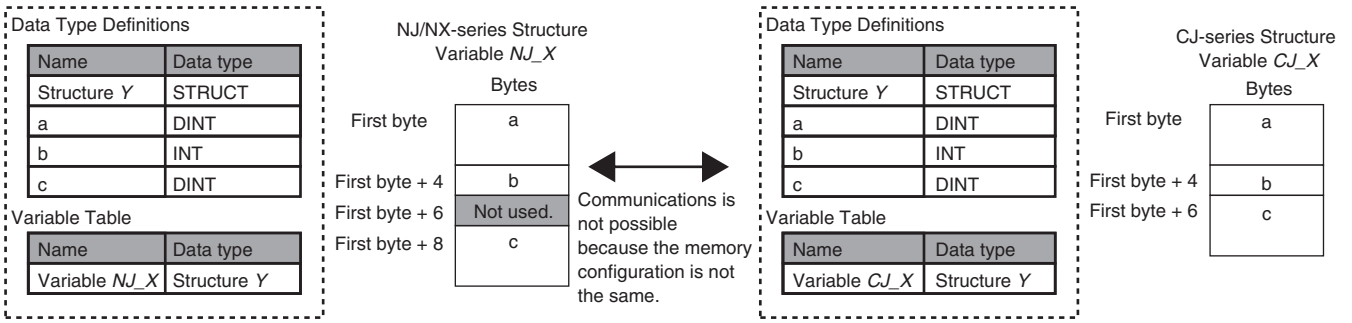 Data Type Definitions
Name Data type
Structure Y STRUCT
a DINT
b INT
c DINT
Variable Table
Name Data type
Variable NJ_X Structure Y
NJ/NX-series Structure
Variable NJ_X
Bytes
First byte a
First byte + 4 b
First byte + 6 Not used.
First byte + 8 c
Communications is
not possible
because the memory
configuration is not
the same.
Data Type Definitions
Name Data type
Structure Y STRUCT
a DINT
b INT
c DINT
Variable Table
Name Data type
Variable CJ_X Structure Y
CJ-series Structure
Variable CJ_X
Bytes
First byte a
First byte + 4 b
First byte + 6 c